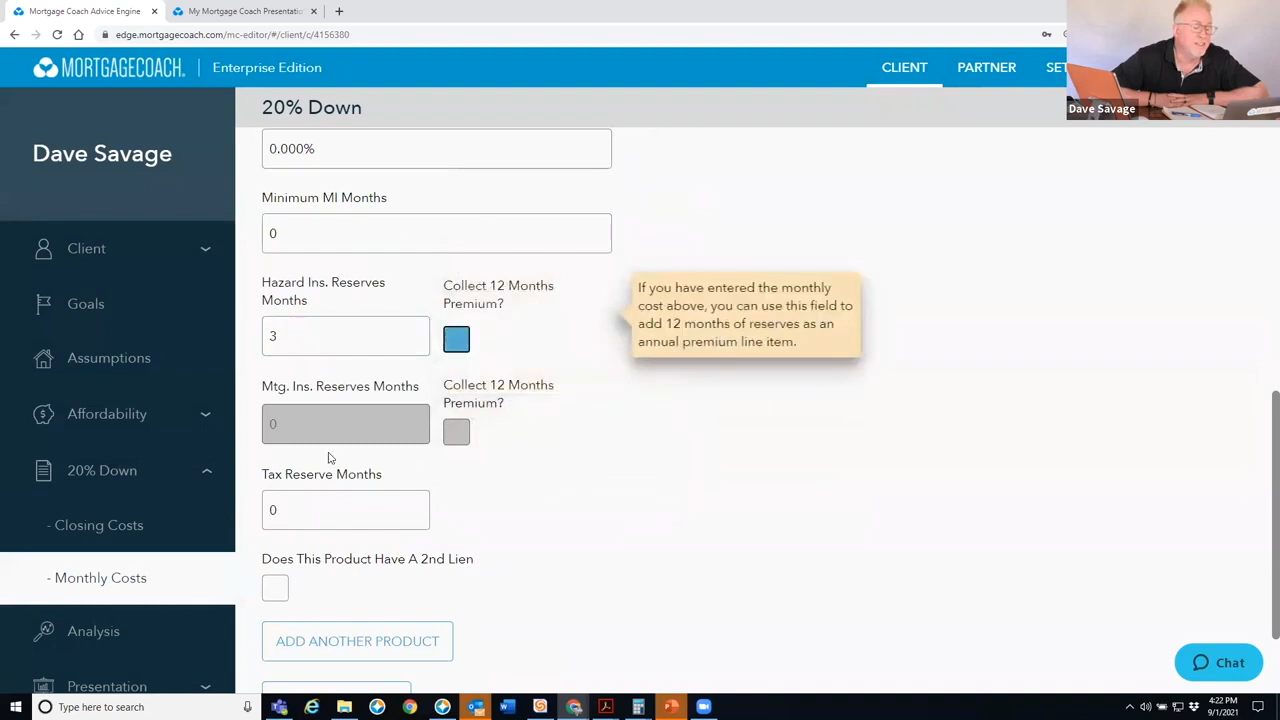 Mortgage Coach Advice Engine
My Mortgage Coach Presentatio
edge.mortgagecoach.com/mc-editor/#/client/c/4156380
MORTGAGECOACH. Enterprise Edition
CLIENT
PARTNER
SET
Dave Savage
Dave Savage
Client
Goals
Assumptions
Affordability
20% Down
- Closing Costs
- Monthly Costs
Analysis
Presentation
20% Down
0.000%
Minimum MI Months
0
Hazard Ins. Reserves
Months
3
Collect 12 Months
Premium?
If you have entered the monthly
cost above, you can use this field to
add 12 months of reserves as an
annual premium line item.
Mtg. Ins. Reserves Months
0
Collect 12 Months
Premium?
Tax Reserve Months
0
Does This Product Have A 2nd Lien
ADD ANOTHER PRODUCT
Chat
Type here to search
4:22 PM
9/1/2021